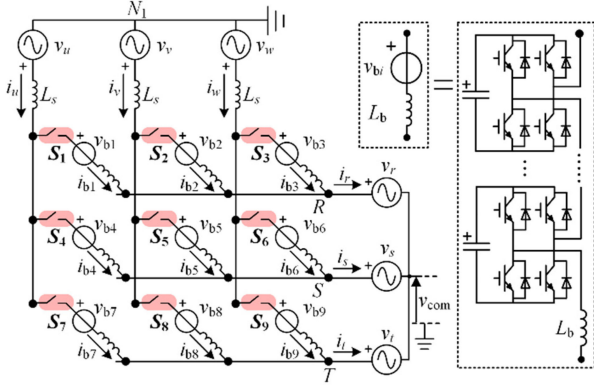 N1
vu vv vw
iu Ls iv Ls iw Ls
S1 vb1 S2 vb2 S3 vb3
ib1 ib2 ib3 R ir vr
S4 vb4 S5 vb5 S6 vb6
ib4 ib5 ib6 S is vs
S7 vb7 S8 vb8 S9 vb9
ib7 ib8 ib9 T it vt
vcom
+
vbi
Lb
=
+
+
Lb